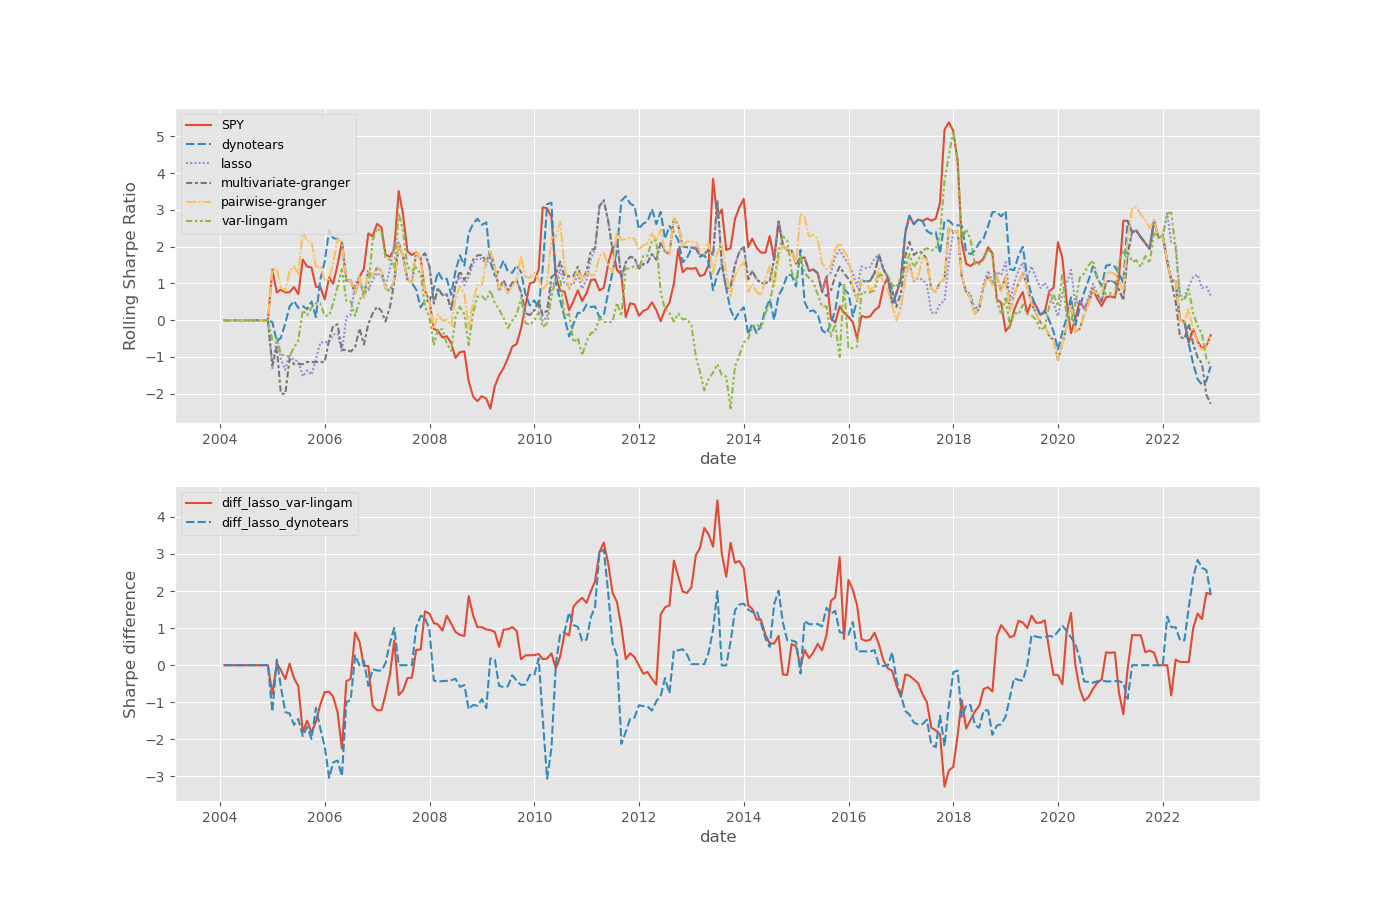 Rolling Sharpe Ratio
5
4
3
2
1
0
−1
−2
SPY
dynotears
lasso
multivariate-granger
pairwise-granger
var-lingam
2004 2006 2008 2010 2012 2014 2016 2018 2020 2022
date
Sharpe difference
4
3
2
1
0
−1
−2
−3
diff_lasso_var-lingam
diff_lasso_dynotears
2004 2006 2008 2010 2012 2014 2016 2018 2020 2022
date